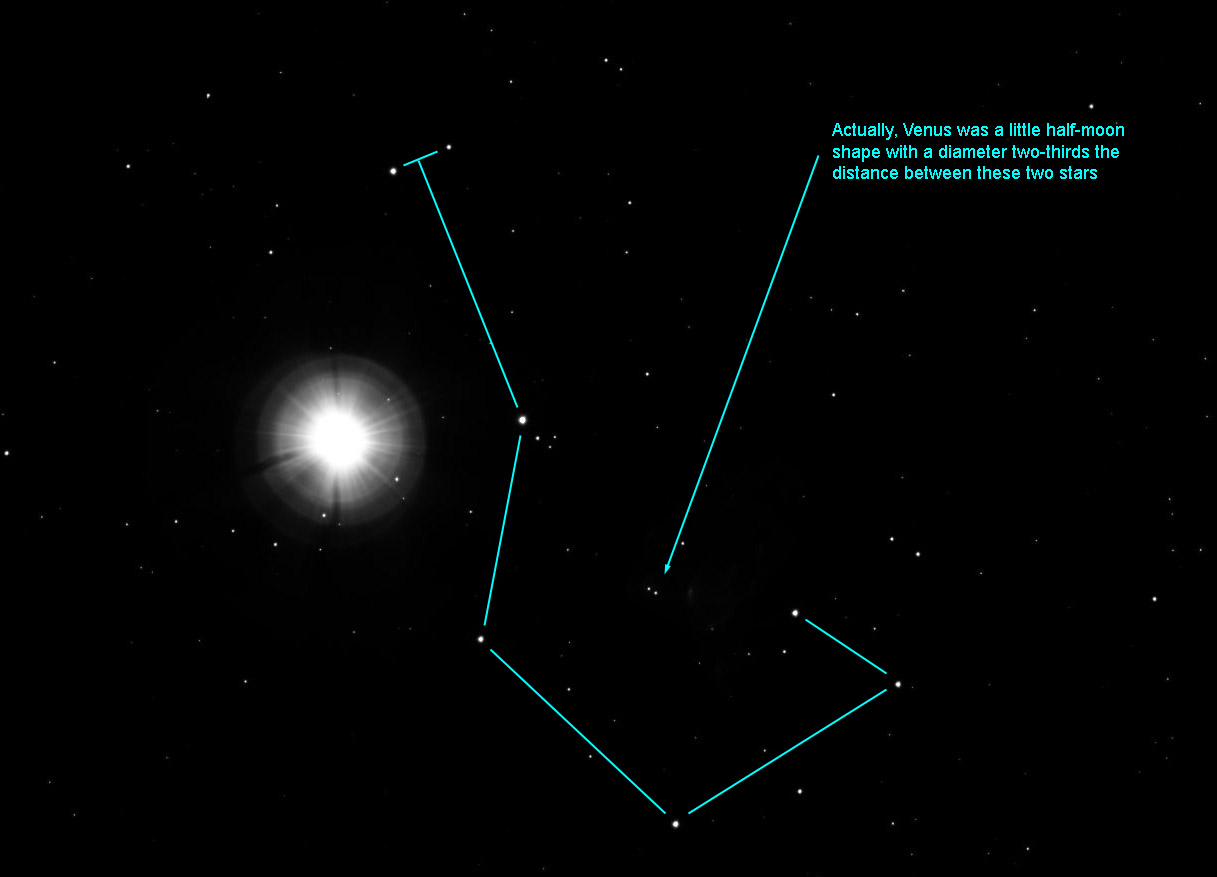 Actually, Venus was a little half-moon
shape with a diameter two-thirds the
distance between these two stars